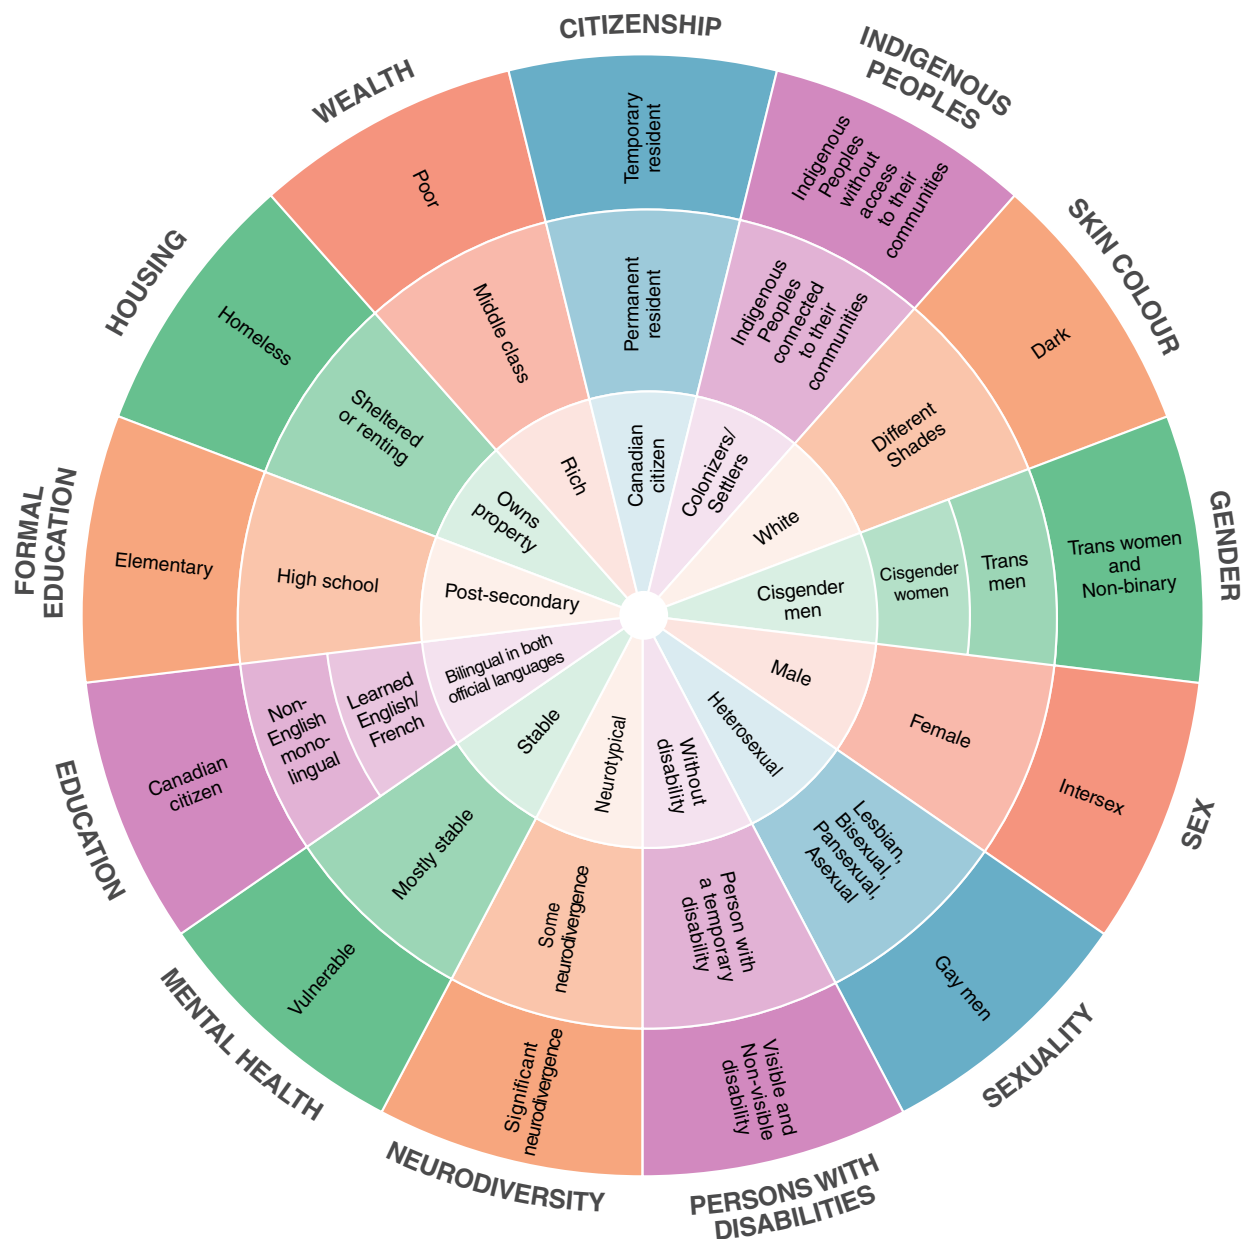 CITIZENSHIP
Temporary
resident
Permanent
resident
Canadian
citizen
INDIGENOUS
PEOPLES
Indigenous
Peoples
without
access
to their
communities
Indigenous
Peoples
connected
to their
communities
Colonizers/
Settlers
SKIN COLOUR
Dark
Different
Shades
White
GENDER
Trans women
and
Non-binary
Trans
men
Cisgender
women
Cisgender
men
SEX
Intersex
Female
Male
SEXUALITY
Gay men
Lesbian,
Bisexual,
Pansexual,
Asexual
Heterosexual
PERSONS WITH
DISABILITIES
Visible and
Non-visible
disability
Person with
a temporary
disability
Without
disability
NEURODIVERSITY
Significant
neurodivergence
Some
neurodivergence
Neurotypical
MENTAL HEALTH
Vulnerable
Mostly stable
Stable
EDUCATION
Canadian
citizen
Non-
English
mono-
lingual
Learned
English/
French
Bilingual in both
official languages
FORMAL
EDUCATION
Elementary
High school
Post-secondary
HOUSING
Homeless
Sheltered
or renting
Owns
property
WEALTH
Poor
Middle class
Rich